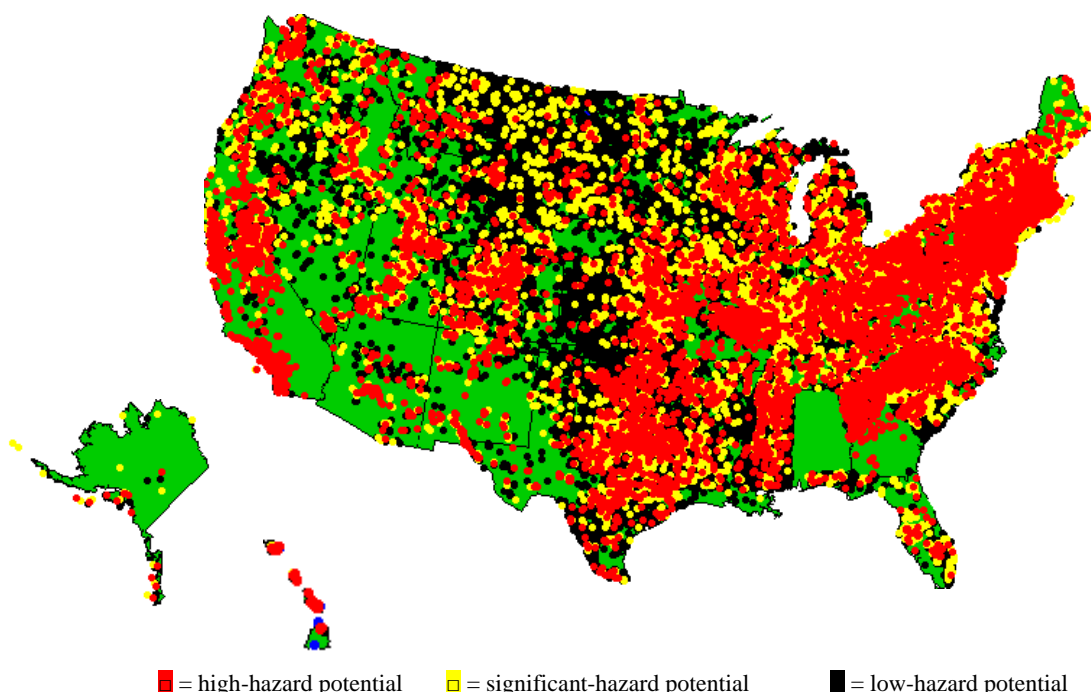 □ = high-hazard potential □ = significant-hazard potential = low-hazard potential